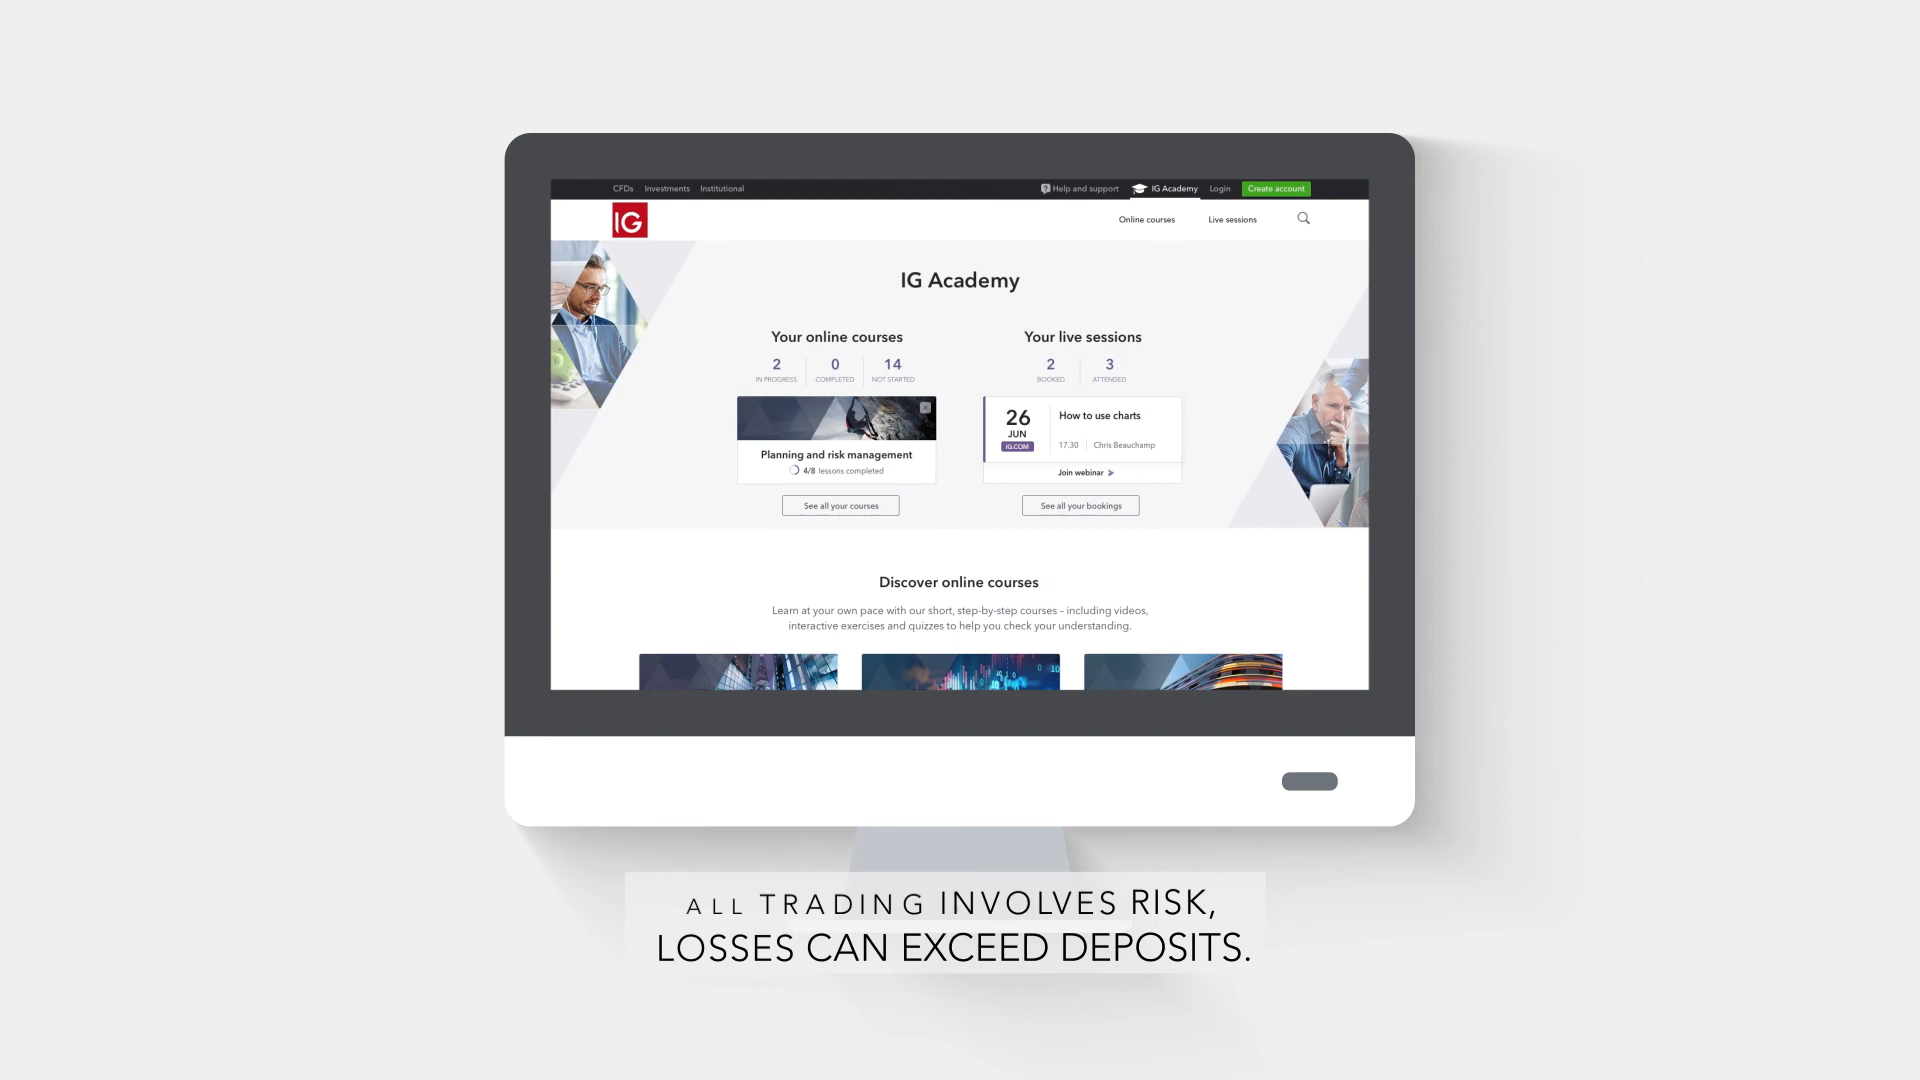 CFDs Investments Institutional
Help and support IG Academy Login Create account
IG
Online courses Live sessions
IG Academy
Your online courses
2 0 14
IN PROGRESS COMPLETED NOT STARTED
Planning and risk management
4/8 lessons completed
See all your courses
Your live sessions
2 3
BOOKED ATTENDED
26
JUN
IG.COM
How to use charts
17.30 Chris Beauchamp
Join webinar
See all your bookings
Discover online courses
Learn at your own pace with our short, step-by-step courses – including videos,
interactive exercises and quizzes to help you check your understanding.
ALL TRADING INVOLVES RISK,
LOSSES CAN EXCEED DEPOSITS.